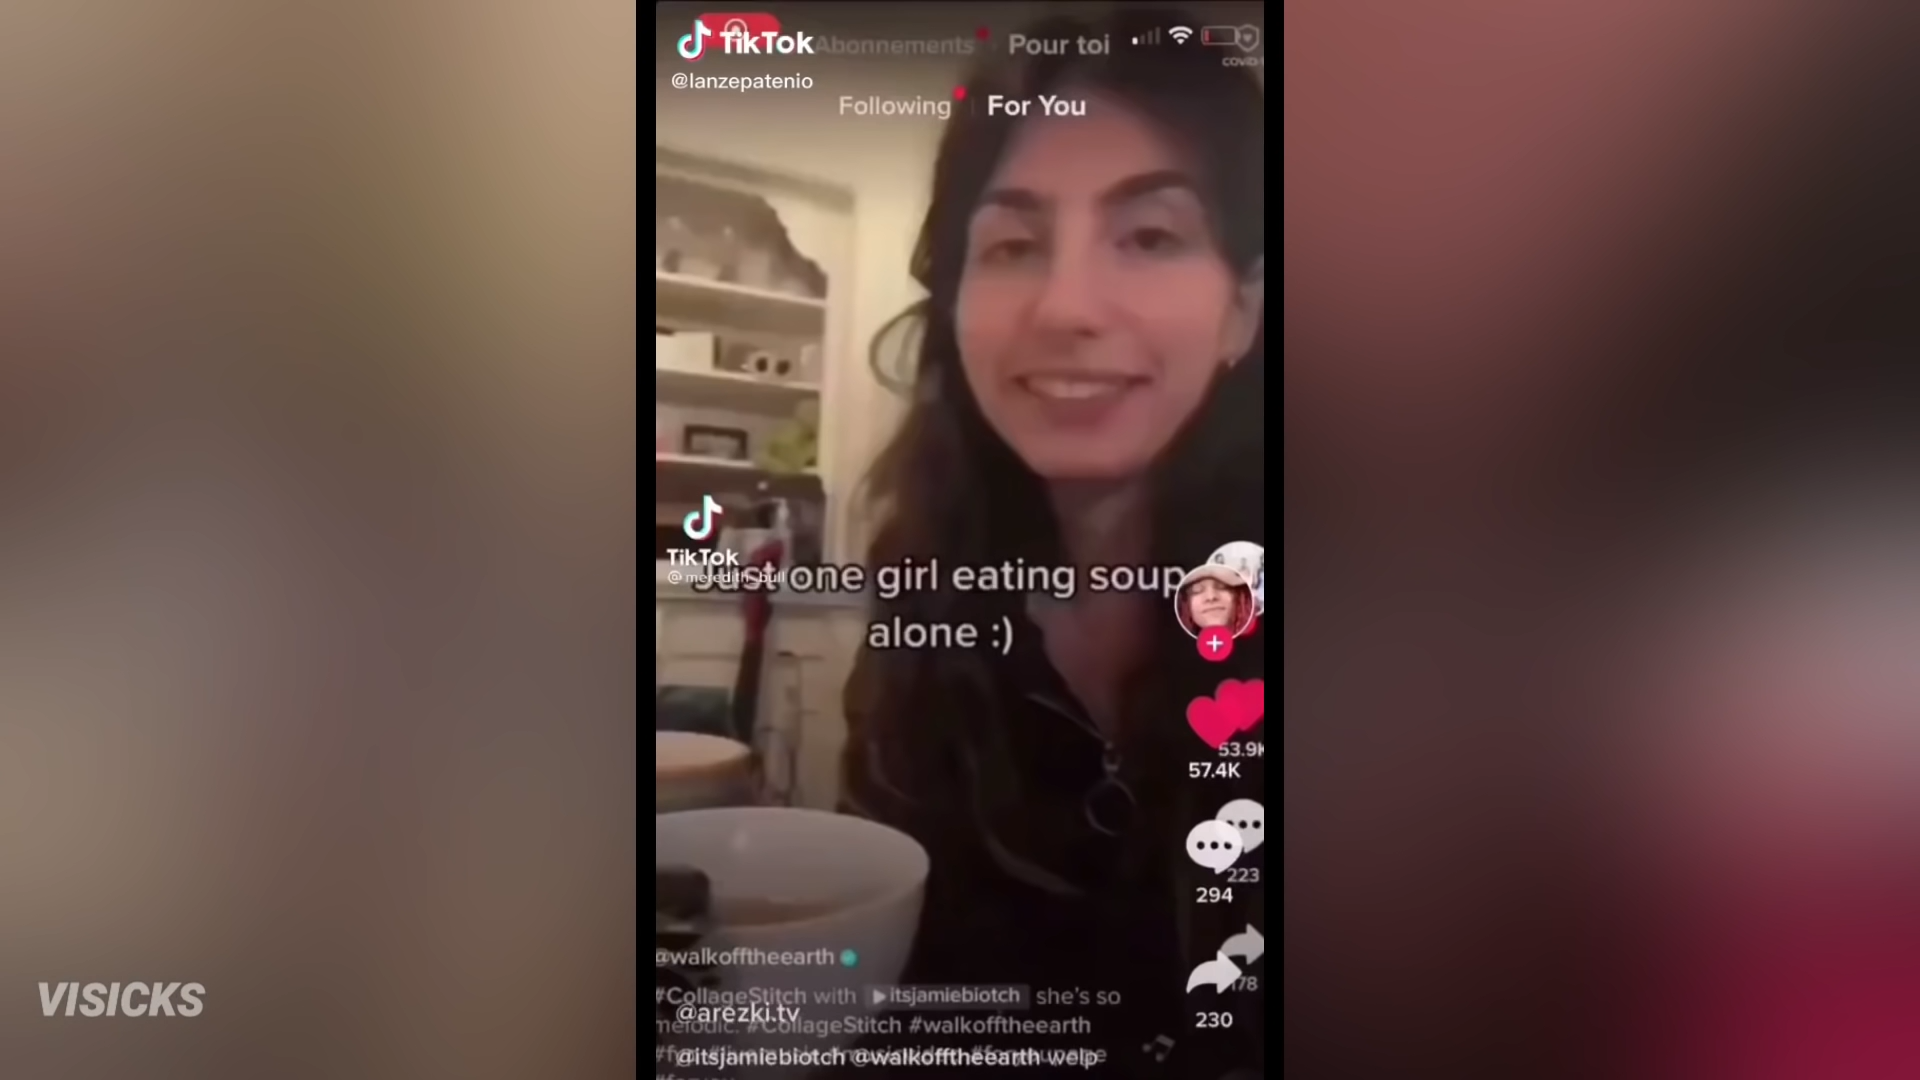 TikTok
Abonnements
Pour toi
@lanzepatenio
Following
For You
TikTok
@meredith_bull
Just one girl eating soup
alone :)
53.9K
57.4K
223
294
178
230
@walkofftheearth
#CollageStitch with ▶itsjamiebiotch she's so
melodic. #CollageStitch #walkofftheearth
@arezki.tv
@itsjamiebiotch @walkofftheearth welp
VISICKS